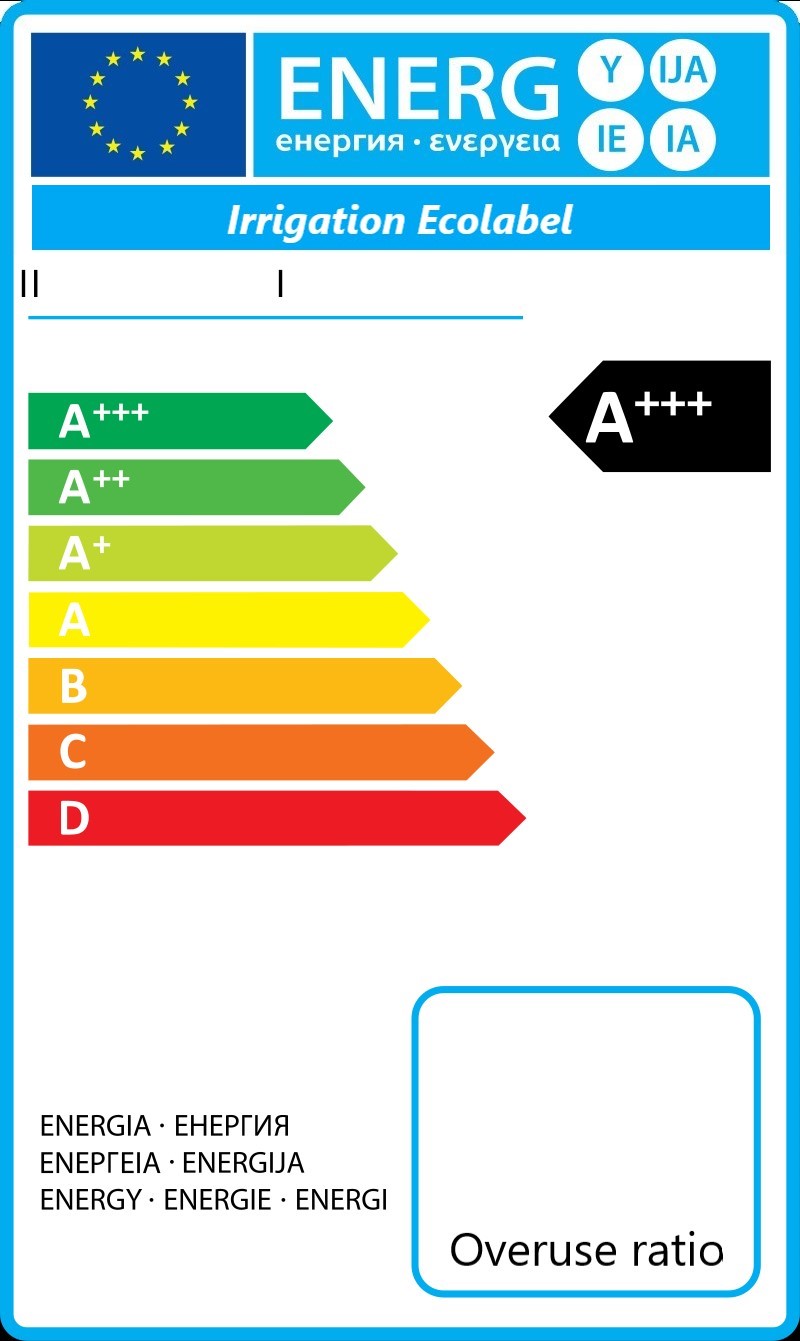 ENERG Y IJA
енергия · ενεργεια IE IA
Irrigation Ecolabel
II I
A+++ A+++
A++
A+
A
B
C
D
ENERGIA · ЕНЕРГИЯ
ΕΝΕΡΓΕΙΑ · ENERGIJA
ENERGY · ENERGIE · ENERGI
Overuse ratio